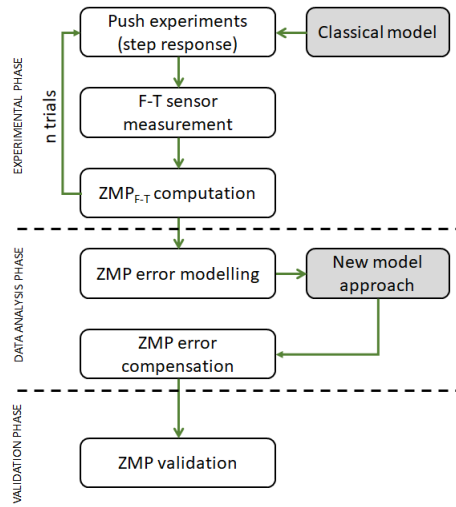 EXPERIMENTAL PHASE
n trials
Push experiments
(step response)
Classical model
F-T sensor
measurement
ZMP_F-T computation
DATA ANALYSIS PHASE
ZMP error modelling
New model
approach
ZMP error
compensation
VALIDATION PHASE
ZMP validation